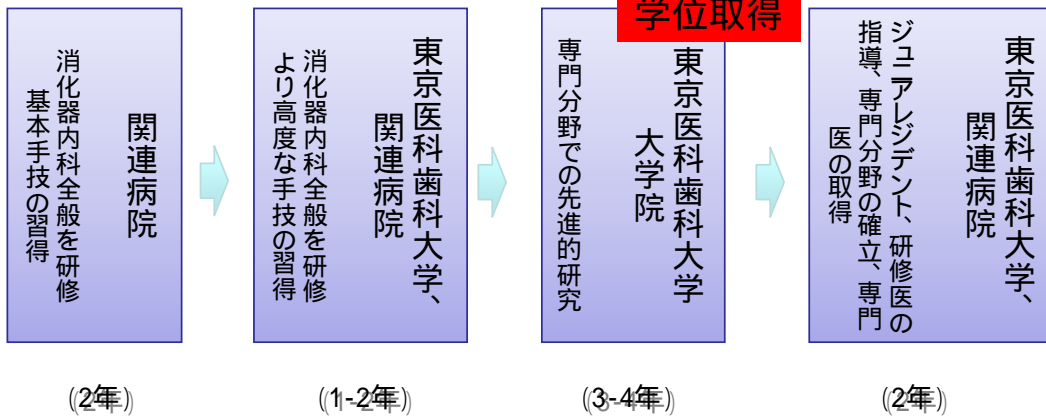 学位取得
関連病院
消化器内科全般を研修
基本手技の習得
東京医科歯科大学、
関連病院
消化器内科全般を研修
より高度な手技の習得
東京医科歯科大学
大学院
専門分野での先進的研究
東京医科歯科大学、
関連病院
ジュニアレジデント、研修医の
指導、専門分野の確立、専門
医の取得
(2年)
(1-2年)
(3-4年)
(2年)